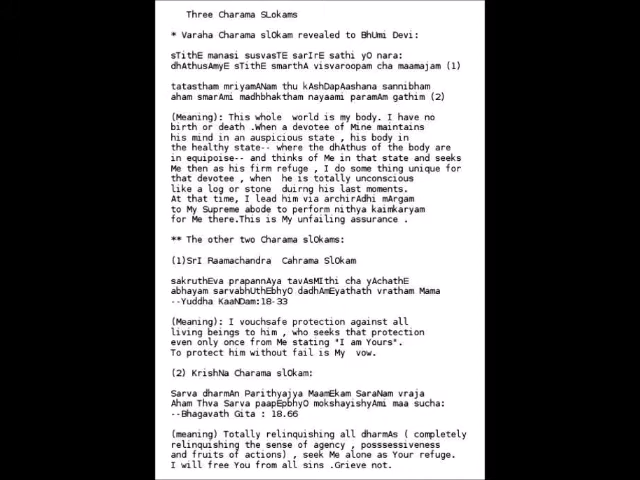 Three Charama SLokams
* Varaha Charama slOkam revealed to BhUmi Devi:
sTithE manasi susvasTE sarIrE sathi yO nara:
dhAthusAmyE sTithE smarthA visvaroopam cha maamajam (1)
tatastham mriyamANam thu kAshDapAashana sannibham
aham smarAmi madhbhaktham nayaami paramAm gathim (2)
(Meaning): This whole world is my body. I have no
birth or death .When a devotee of Mine maintains
his mind in an auspicious state , his body in
the healthy state-- where the dhAthus of the body are
in equipoise-- and thinks of Me in that state and seeks
Me then as his firm refuge , I do some thing unique for
that devotee , when he is totally unconscious
like a log or stone duirng his last moments.
At that time, I lead him via archirAdhi mArgam
to My Supreme abode to perform nithya kaimkaryam
for Me there.This is My unfailing assurance .
** The other two Charama slOkams:
(1)SrI Raamachandra Cahrama SlOkam
sakruthEva prapannAya tavAsMIthi cha yAchathE
abhayam sarvabhUthEbhyO dadhAmEyathath vratham Mama
--Yuddha KaaNDam:18-33
(Meaning): I vouchsafe protection against all
living beings to him , who seeks that protection
even only once from Me stating "I am Yours".
To protect him without fail is My vow.
(2) KrishNa Charama slOkam:
Sarva dharmAn Parithyajya MaamEkam SaraNam vraja
Aham Thva Sarva paapEpbhyO mokshayishyAmi maa sucha:
--Bhagavath Gita : 18.66
(meaning) Totally relinquishing all dharmAs ( completely
relinquishing the sense of agency , posssessiveness
and fruits of actions) , seek Me alone as Your refuge.
I will free You from all sins .Grieve not.